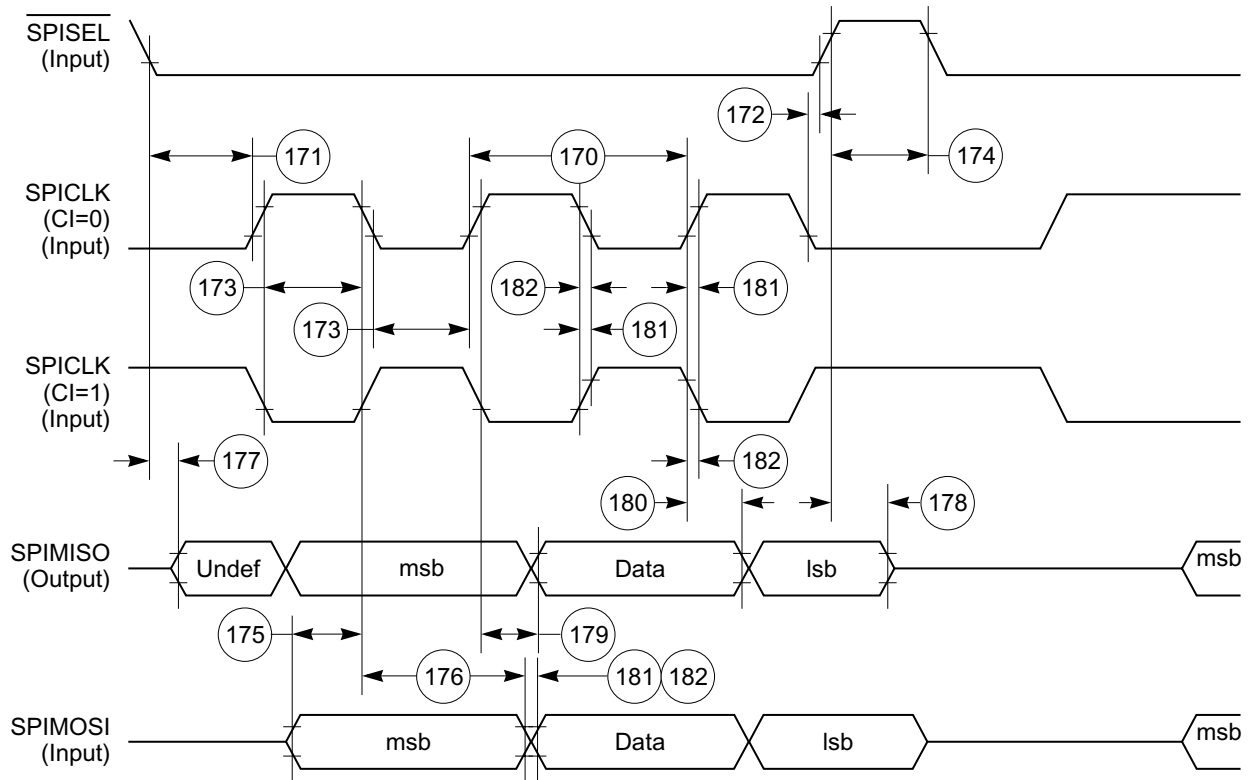 SPISEL
(Input)
172
171
170
174
SPICLK
(CI=0)
(Input)
173
182
181
173
181
SPICLK
(CI=1)
(Input)
177
182
180
178
SPIMISO
(Output)
Undef
msb
Data
lsb
msb
175
179
176
181
182
SPIMOSI
(Input)
msb
Data
lsb
msb